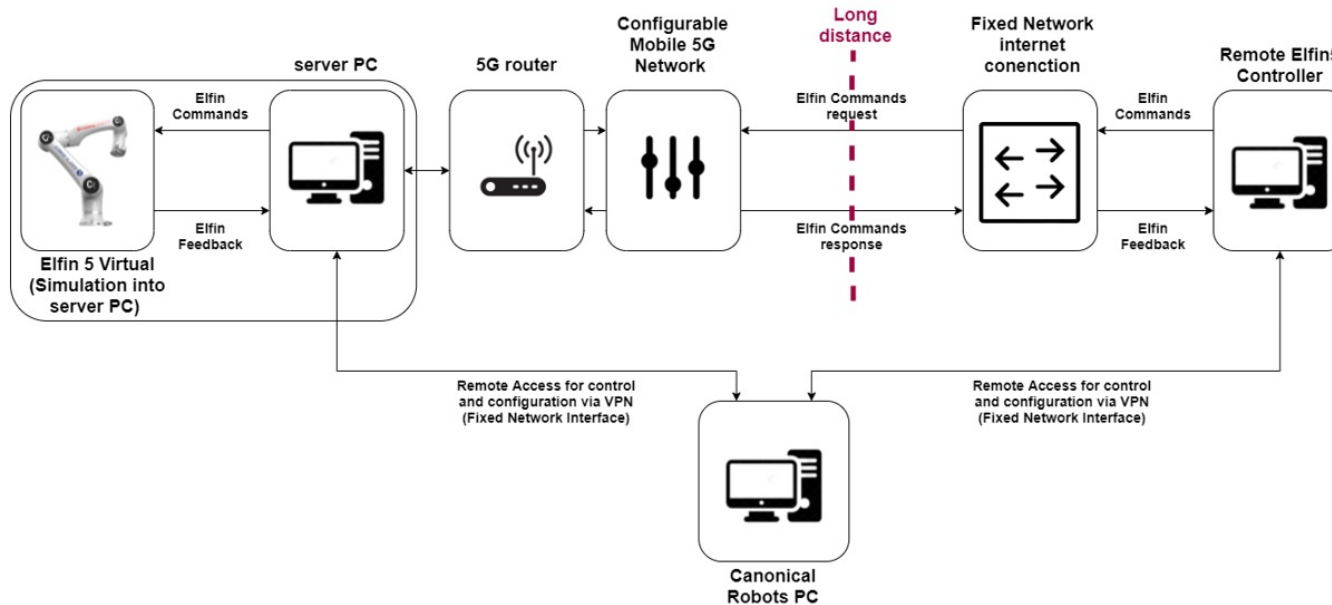 Long
distance
server PC
5G router
Configurable
Mobile 5G
Network
Fixed Network
internet
conenction
Remote Elfin5
Controller
Elfin
Commands
Elfin
Feedback
Elfin 5 Virtual
(Simulation into
server PC)
Elfin Commands
request
Elfin Commands
response
Elfin
Commands
Elfin
Feedback
Remote Access for control
and configuration via VPN
(Fixed Network Interface)
Remote Access for control
and configuration via VPN
(Fixed Network Interface)
Canonical
Robots PC